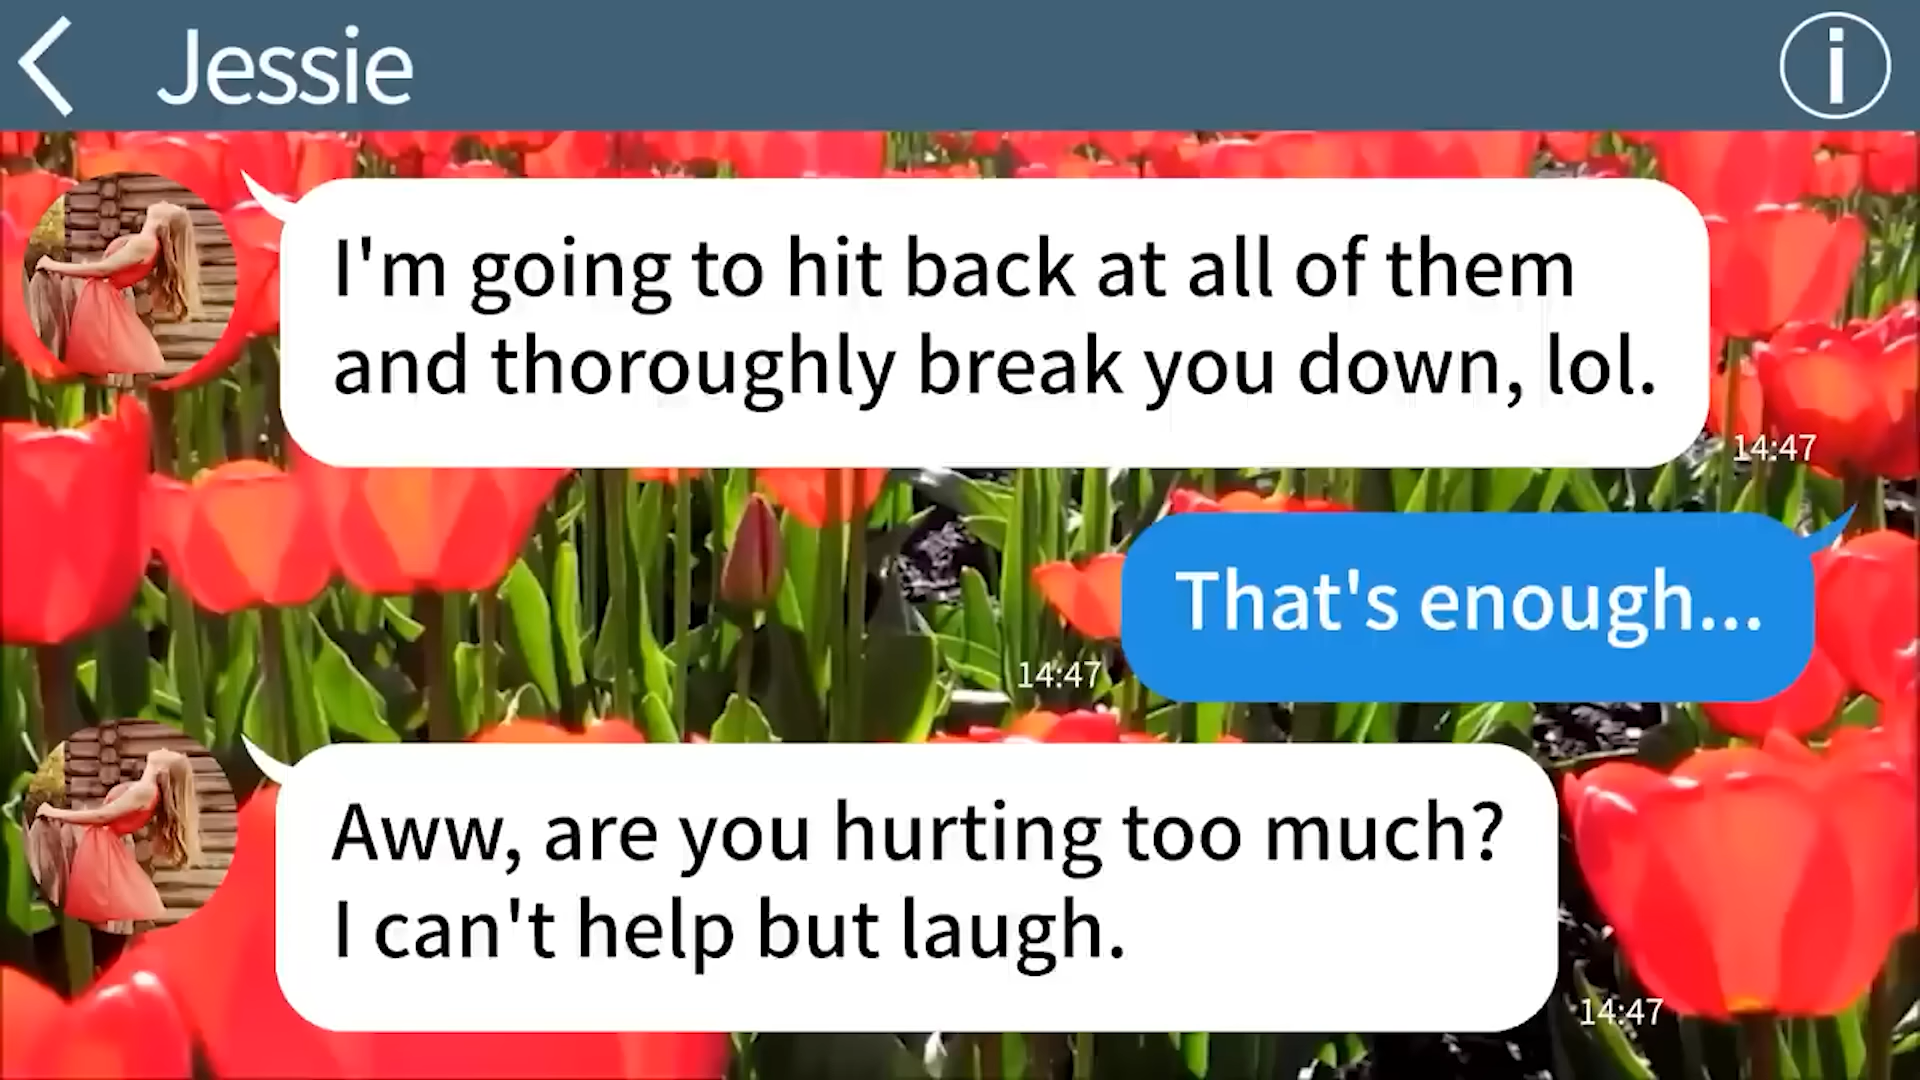 Jessie
I'm going to hit back at all of them
and thoroughly break you down, lol.
14:47
That's enough...
14:47
Aww, are you hurting too much?
I can't help but laugh.
14:47